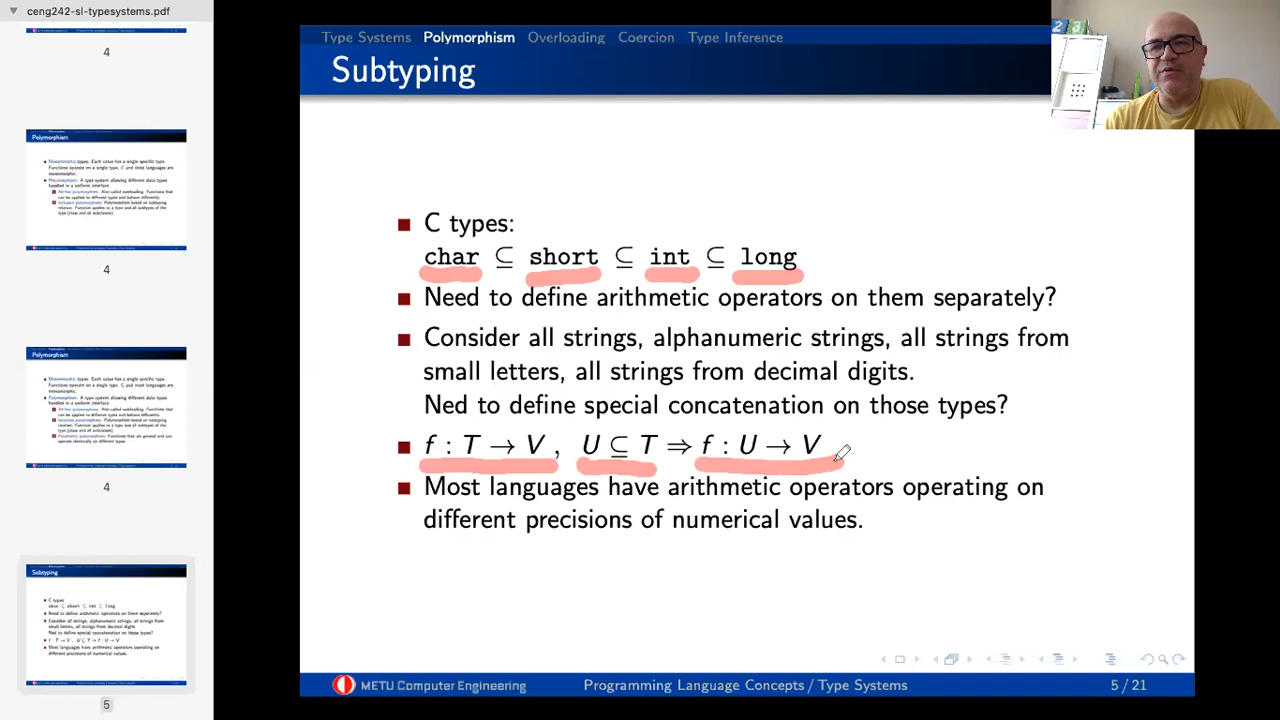 ceng242-sl-typesystems.pdf
4
Polymorphism
4
Polymorphism
4
Subtyping
5
Type Systems Polymorphism Overloading Coercion Type Inference
Subtyping
C types:
char ⊆ short ⊆ int ⊆ long
Need to define arithmetic operators on them separately?
Consider all strings, alphanumeric strings, all strings from
small letters, all strings from decimal digits.
Ned to define special concatenation on those types?
f : T → V , U ⊆ T ⇒ f : U → V
Most languages have arithmetic operators operating on
different precisions of numerical values.
METU Computer Engineering Programming Language Concepts / Type Systems 5 / 21